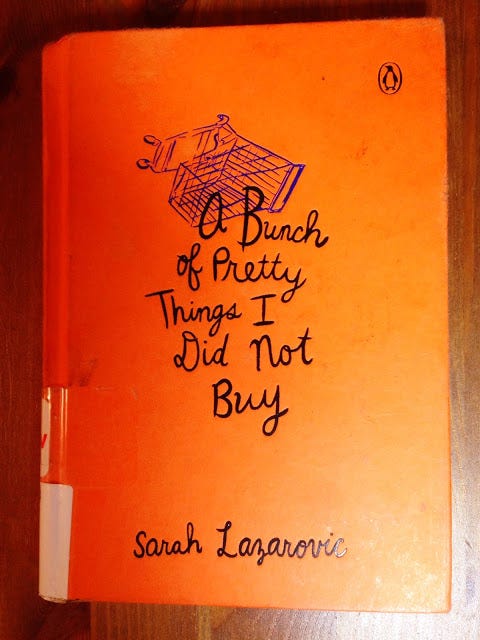 A Bunch
of Pretty
Things I
Did Not
Buy
Sarah Lazarovic